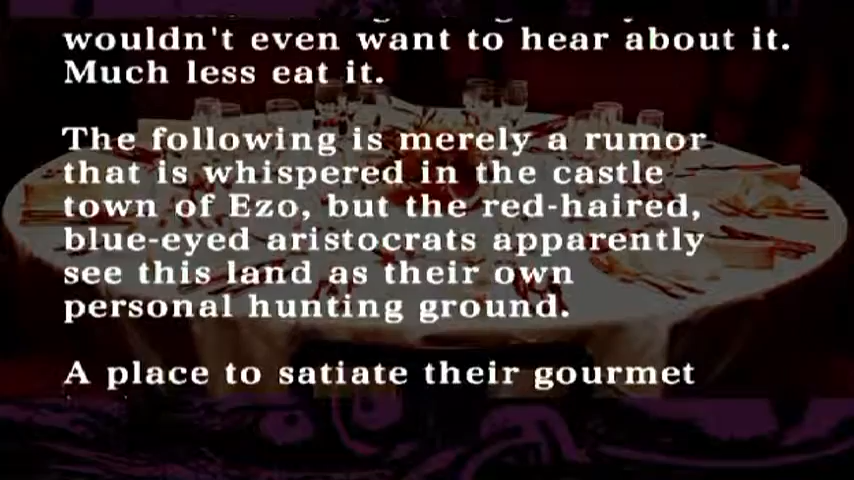 wouldn't even want to hear about it.
Much less eat it.
The following is merely a rumor
that is whispered in the castle
town of Ezo, but the red-haired,
blue-eyed aristocrats apparently
see this land as their own
personal hunting ground.
A place to satiate their gourmet